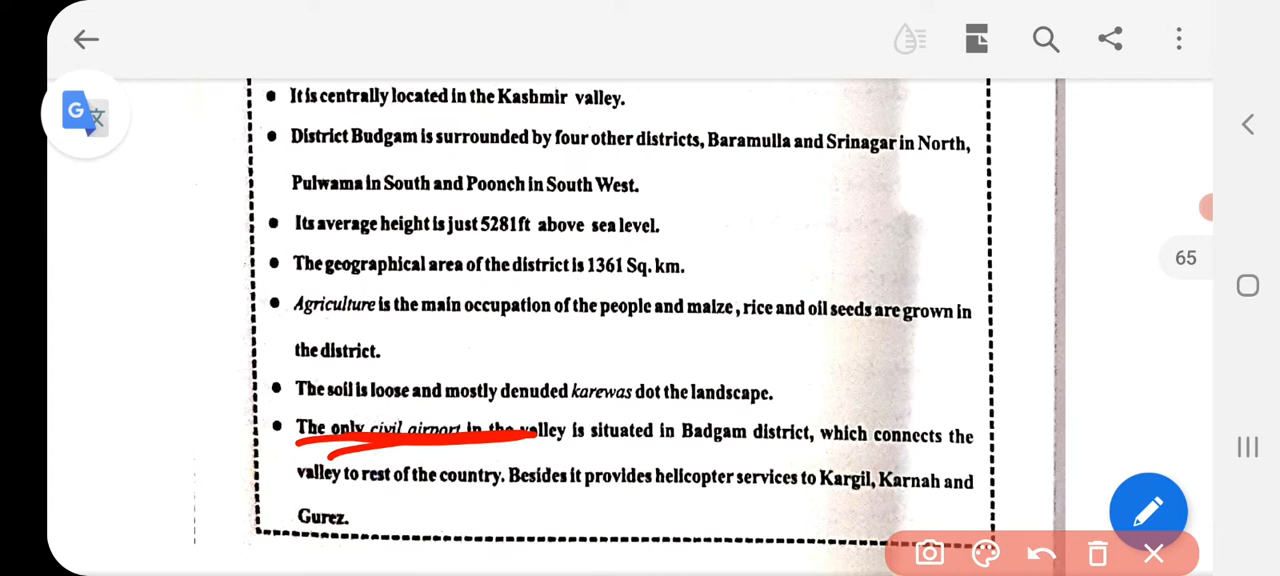 It is centrally located in the Kashmir valley.
District Budgam is surrounded by four other districts, Baramulla and Srinagar in North,
Pulwama in South and Poonch in South West.
Its average height is just 5281ft above sea level.
The geographical area of the district is 1361 Sq. km.
Agriculture is the main occupation of the people and maize, rice and oil seeds are grown in
the district.
The soil is loose and mostly denuded karewas dot the landscape.
The only civil airport in the valley is situated in Badgam district, which connects the
valley to rest of the country. Besides it provides helicopter services to Kargil, Karnah and
Gurez.
65
G 文